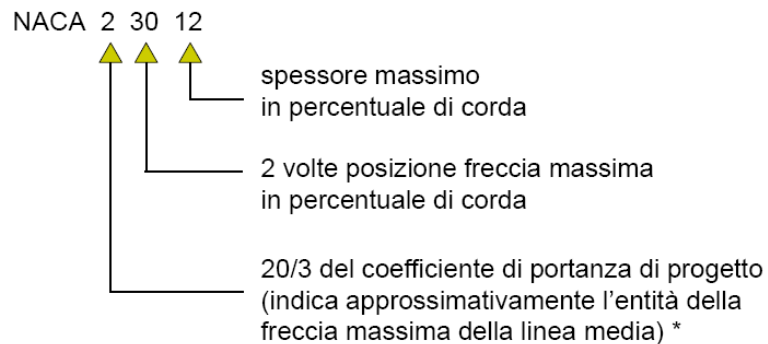 NACA 2 30 12
spessore massimo
in percentuale di corda
2 volte posizione freccia massima
in percentuale di corda
20/3 del coefficiente di portanza di progetto
(indica approssimativamente l'entità della
freccia massima della linea media) *